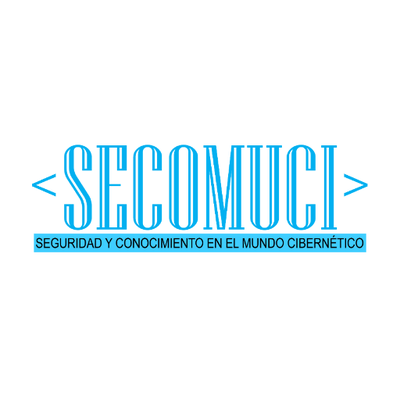 <SECOMUCI>
SEGURIDAD Y CONOCIMIENTO EN EL MUNDO CIBERNÉTICO